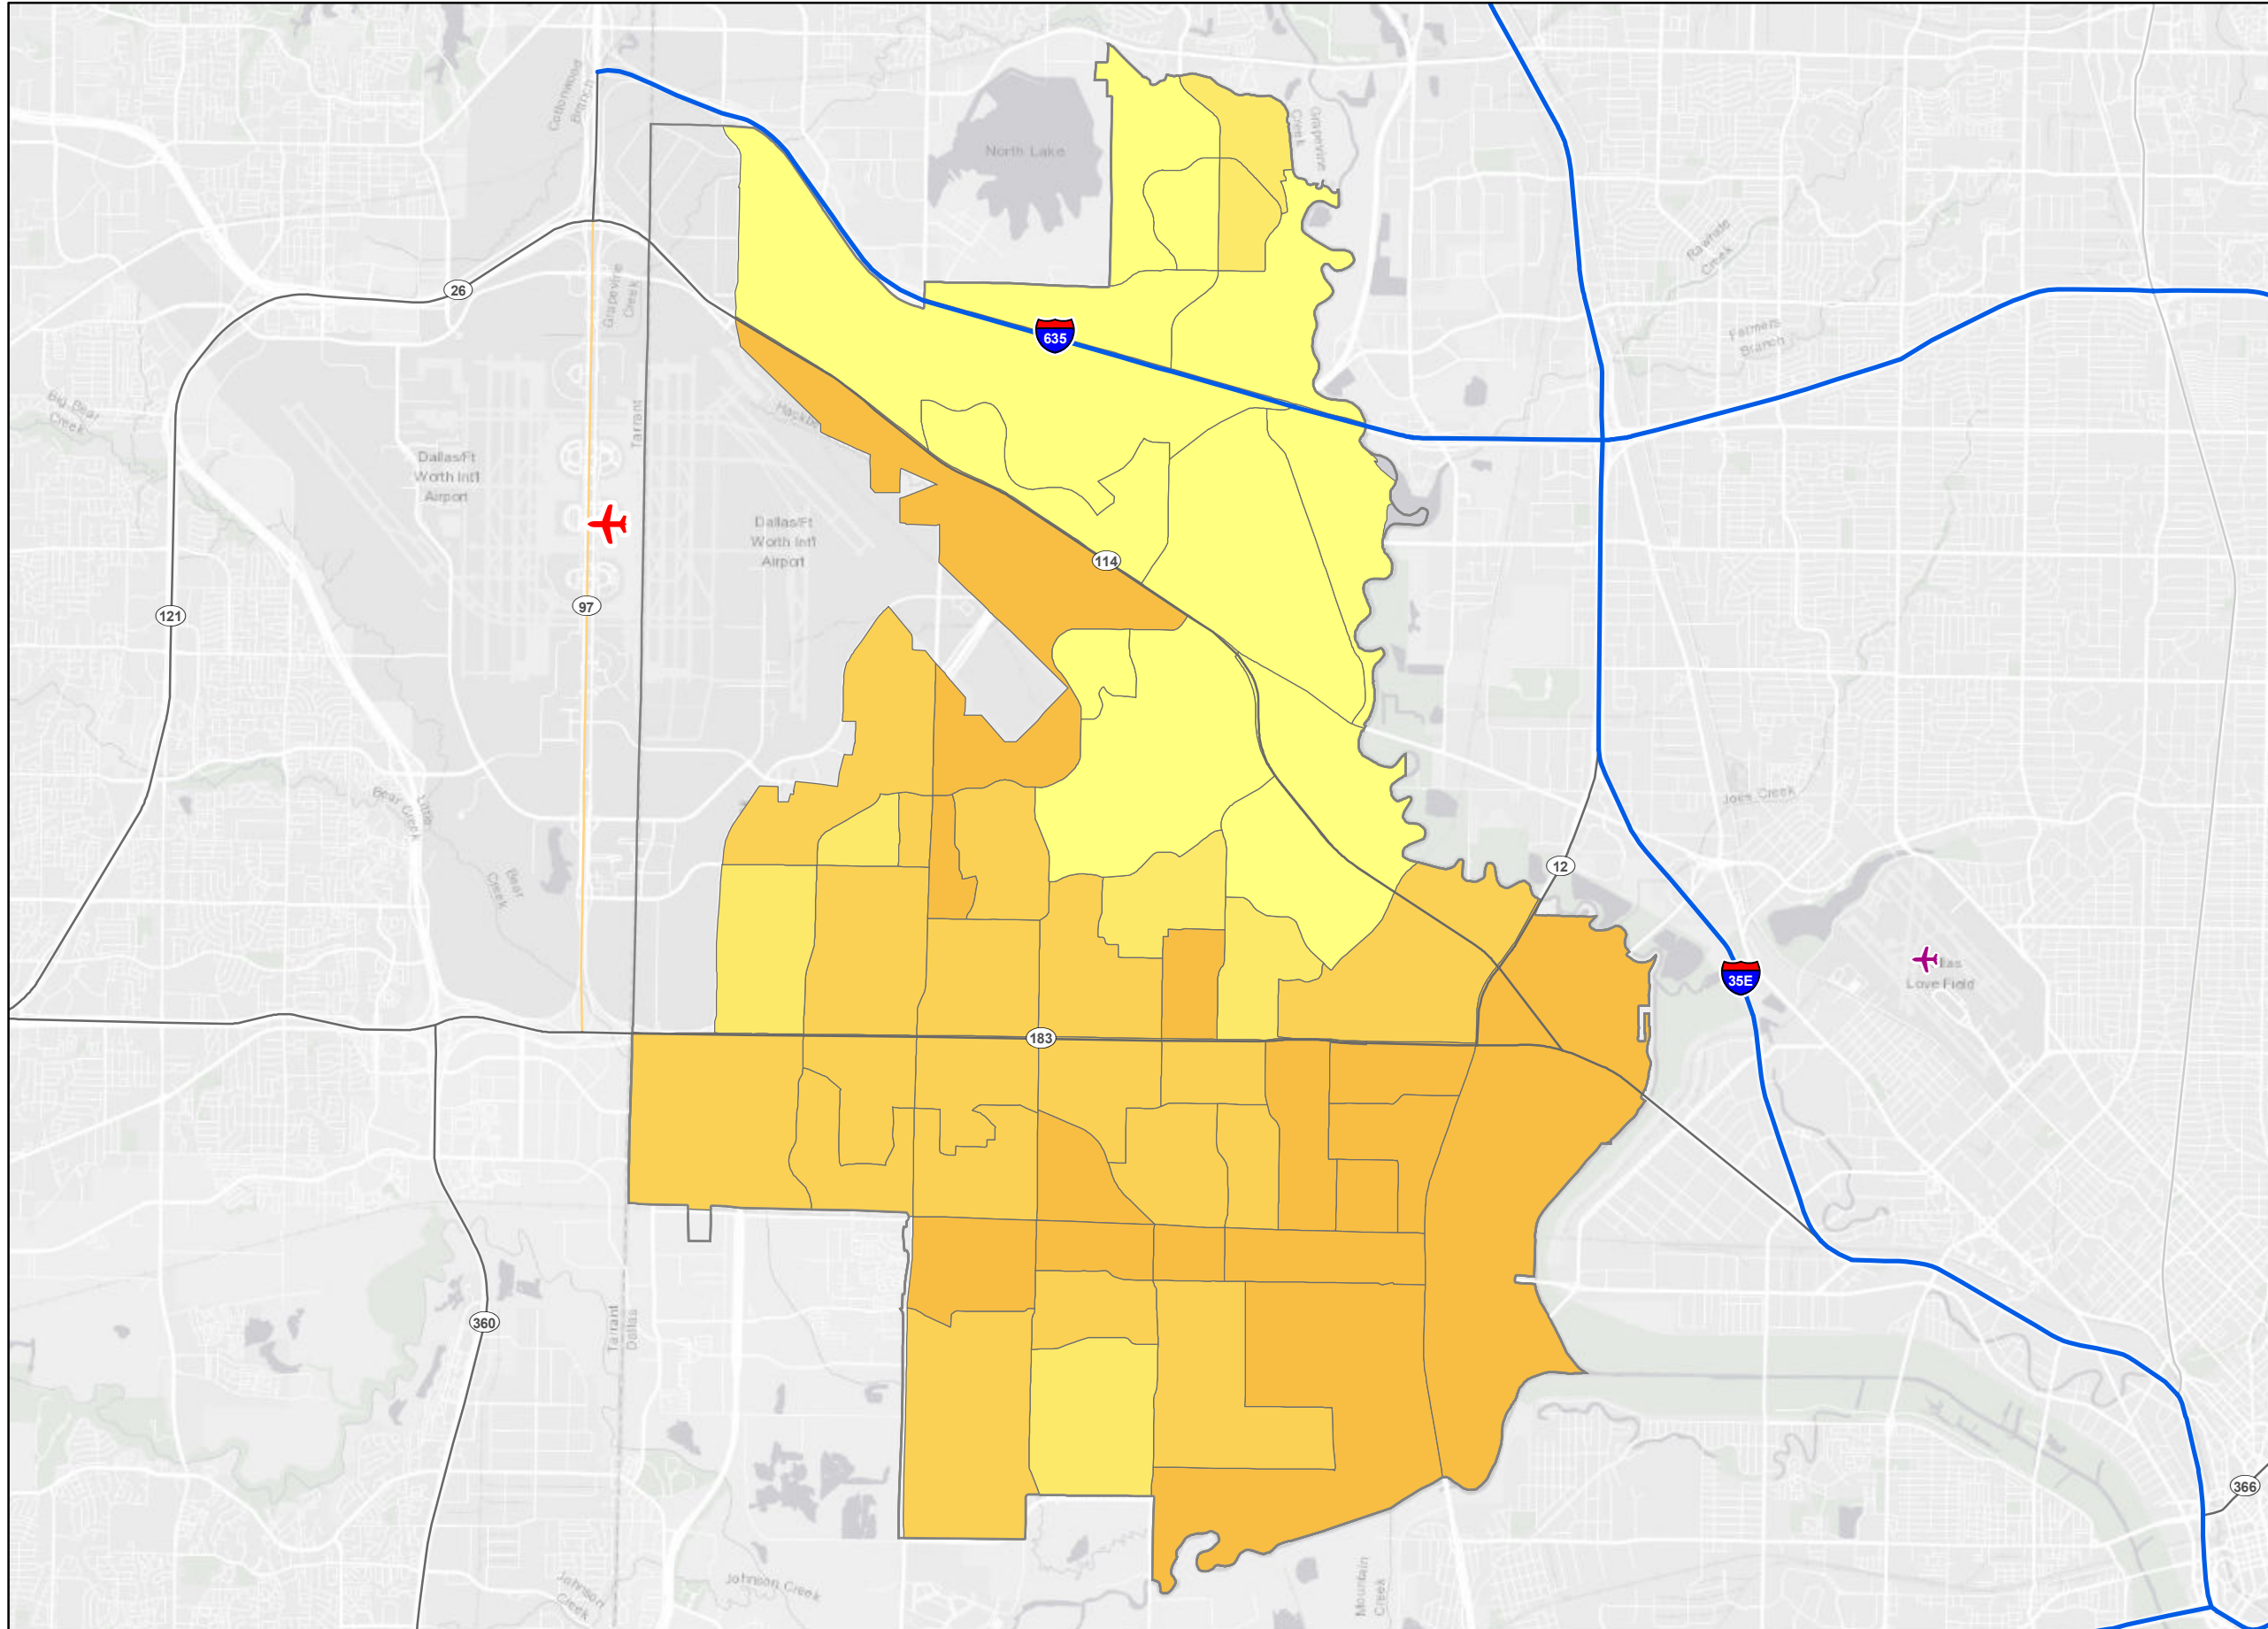 Cottonwood
Branch
North Lake
Grapevine
Creek
Rawhide
Creek
26
Grapevine
Creek
635
Farmers
Branch
Big Bear
Creek
Tarrant
Dallas/Ft
Worth Int'l
Airport
Dallas/Ft
Worth Int'l
Airport
114
97
121
Joes Creek
Little
Bear Creek
12
Bear
Creek
Love Field
35E
183
360
Tarrant
Dallas
366
Johnson
Creek
Johnson Creek
Mountain
Creek